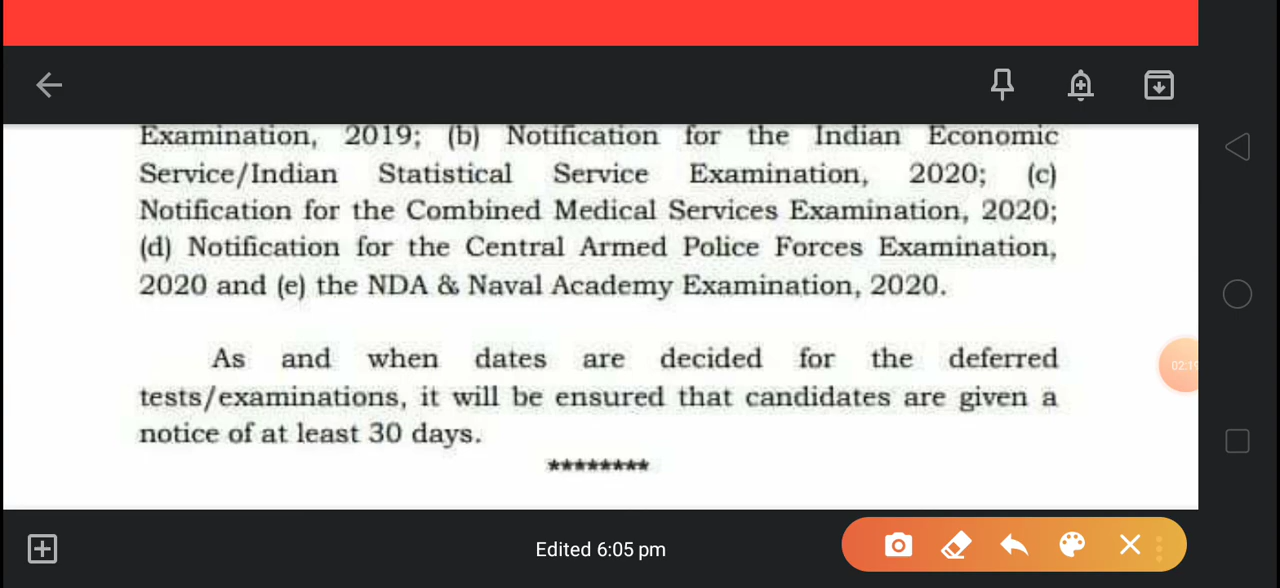 Examination, 2019; (b) Notification for the Indian Economic
Service/Indian Statistical Service Examination, 2020; (c)
Notification for the Combined Medical Services Examination, 2020;
(d) Notification for the Central Armed Police Forces Examination,
2020 and (e) the NDA & Naval Academy Examination, 2020.
As and when dates are decided for the deferred
tests/examinations, it will be ensured that candidates are given a
notice of at least 30 days.
********
02:19
Edited 6:05 pm